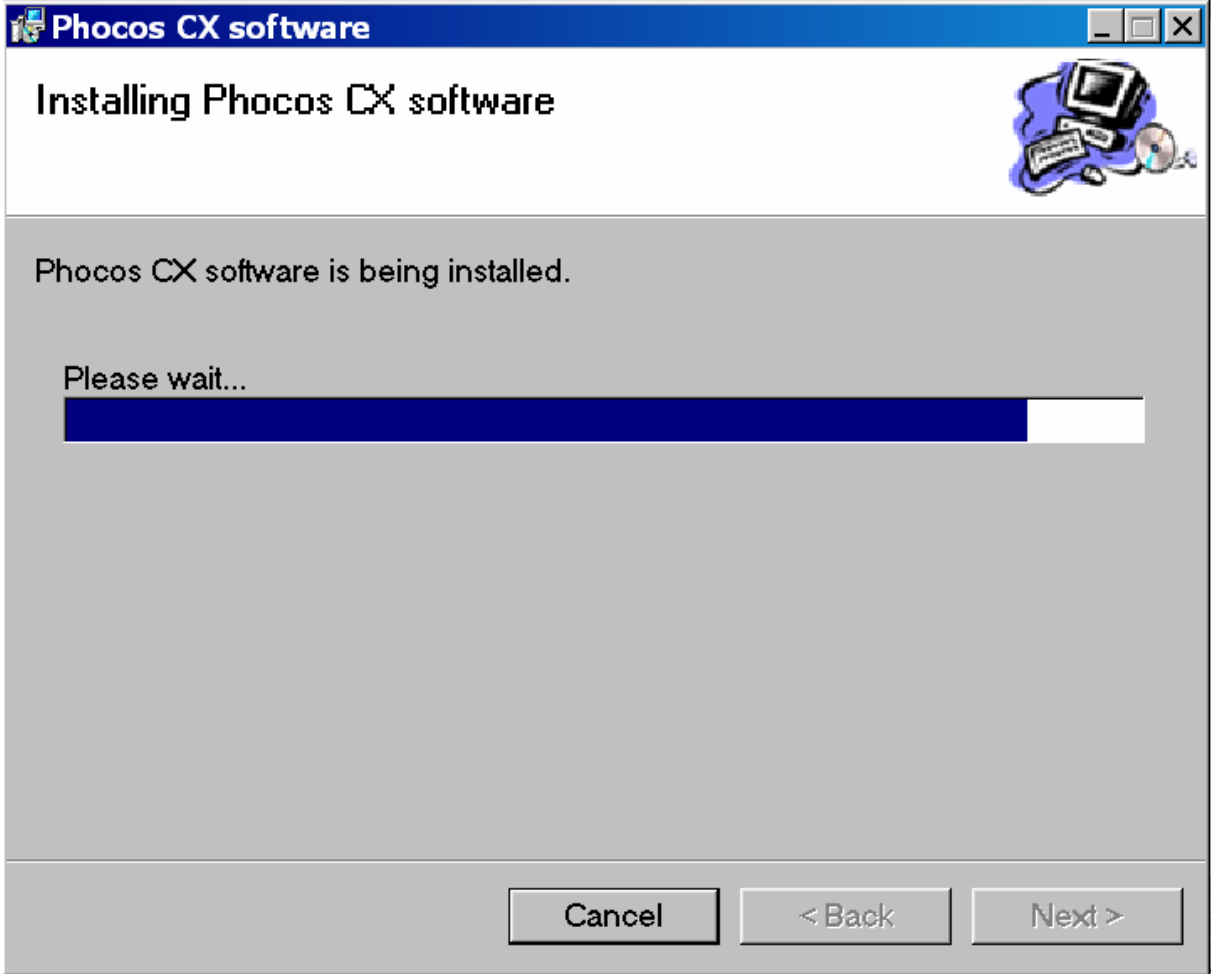 Phocos CX software
Installing Phocos CX software
Phocos CX software is being installed.
Please wait...
Cancel
< Back
Next >